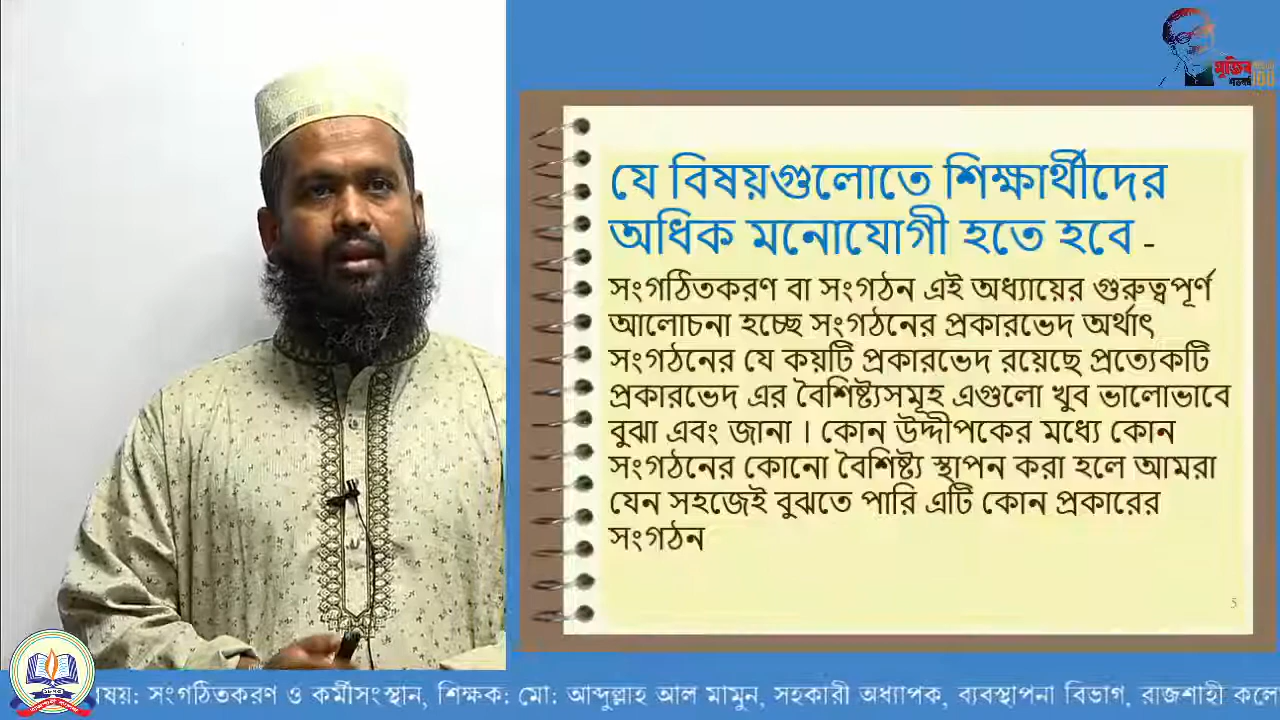 যে বিষয়গুলোতে শিক্ষার্থীদের
অধিক মনোযোগী হতে হবে -
সংগঠিতকরণ বা সংগঠন এই অধ্যায়ের গুরুত্বপূর্ণ
আলোচনা হচ্ছে সংগঠনের প্রকারভেদ অর্থাৎ
সংগঠনের যে কয়টি প্রকারভেদ রয়েছে প্রত্যেকটি
প্রকারভেদ এর বৈশিষ্ট্যসমূহ এগুলো খুব ভালোভাবে
বুঝা এবং জানা । কোন উদ্দীপকের মধ্যে কোন
সংগঠনের কোনো বৈশিষ্ট্য স্থাপন করা হলে আমরা
যেন সহজেই বুঝতে পারি এটি কোন প্রকারের
সংগঠন
5
বষয়: সংগঠিতকরণ ও কর্মীসংস্থান, শিক্ষক: মো: আব্দুল্লাহ আল মামুন, সহকারী অধ্যাপক, ব্যবস্থাপনা বিভাগ, রাজশাহী কলে